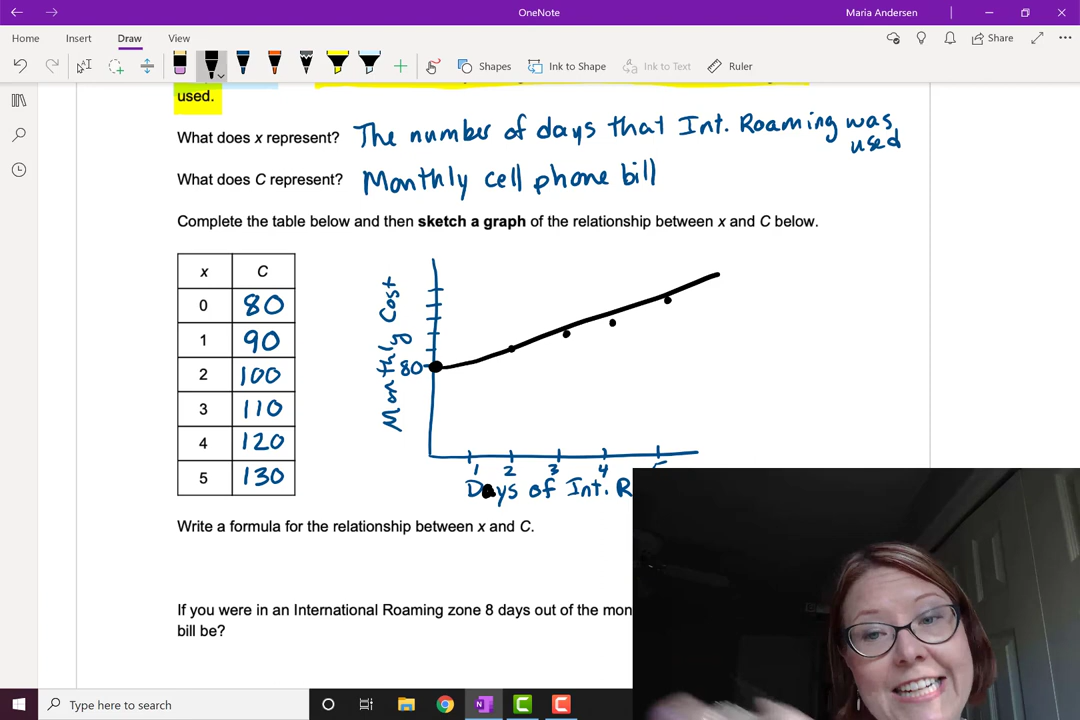 OneNote
Maria Andersen
Home Insert Draw View
Share
Shapes
Ink to Shape
Ink to Text
Ruler
used.
What does x represent? The number of days that Int. Roaming was used
What does C represent? Monthly cell phone bill
Complete the table below and then sketch a graph of the relationship between x and C below.
x C
0 80
1 90
2 100
3 110
4 120
5 130
Monthly Cost
80
1 2 3 4 5
Days of Int. R
Write a formula for the relationship between x and C.
If you were in an International Roaming zone 8 days out of the mon
bill be?
Type here to search